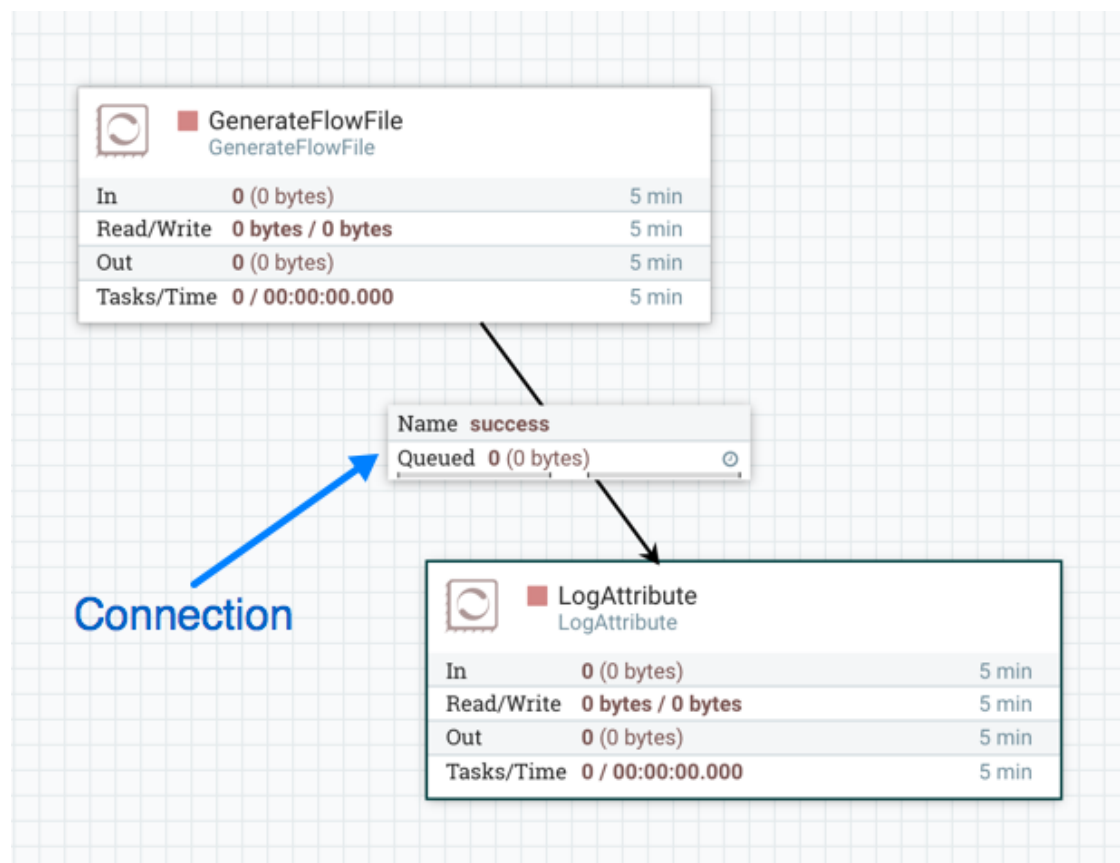 GenerateFlowFile
GenerateFlowFile
In 0 (0 bytes) 5 min
Read/Write 0 bytes / 0 bytes 5 min
Out 0 (0 bytes) 5 min
Tasks/Time 0 / 00:00:00.000 5 min
Name success
Queued 0 (0 bytes)
Connection
LogAttribute
LogAttribute
In 0 (0 bytes) 5 min
Read/Write 0 bytes / 0 bytes 5 min
Out 0 (0 bytes) 5 min
Tasks/Time 0 / 00:00:00.000 5 min